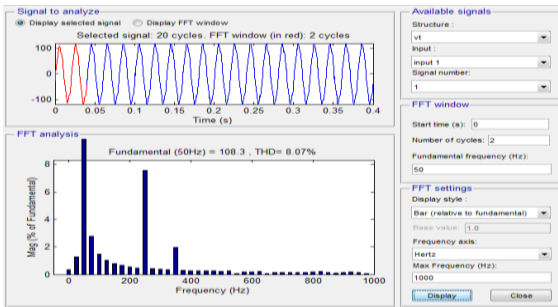 Signal to analyze
Display selected signal Display FFT window
Selected signal: 20 cycles. FFT window (in red): 2 cycles
100
0
-100
0 0.05 0.1 0.15 0.2 0.25 0.3 0.35 0.4
Time (s)
FFT analysis
Fundamental (50Hz) = 108.3 , THD= 8.07%
Mag (% of Fundamental)
8
6
4
2
0
0 200 400 600 800 1000
Frequency (Hz)
Available signals
Structure :
vt
Input :
input 1
Signal number:
1
FFT window
Start time (s): 0
Number of cycles: 2
Fundamental frequency (Hz):
50
FFT settings
Display style :
Bar (relative to fundamental)
Base value: 1.0
Frequency axis:
Hertz
Max Frequency (Hz):
1000
Display Close